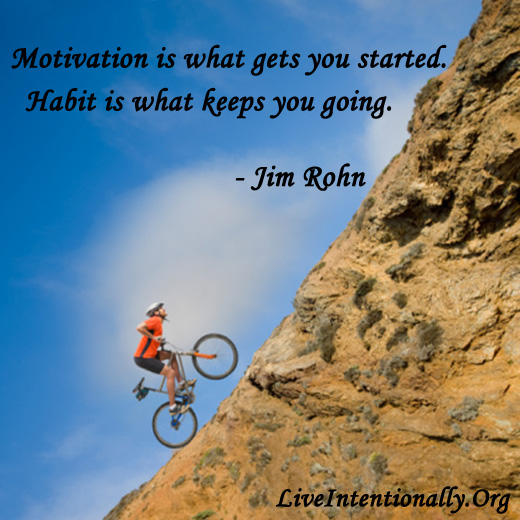 Motivation is what gets you started.
Habit is what keeps you going.
- Jim Rohn
LiveIntentionally.Org